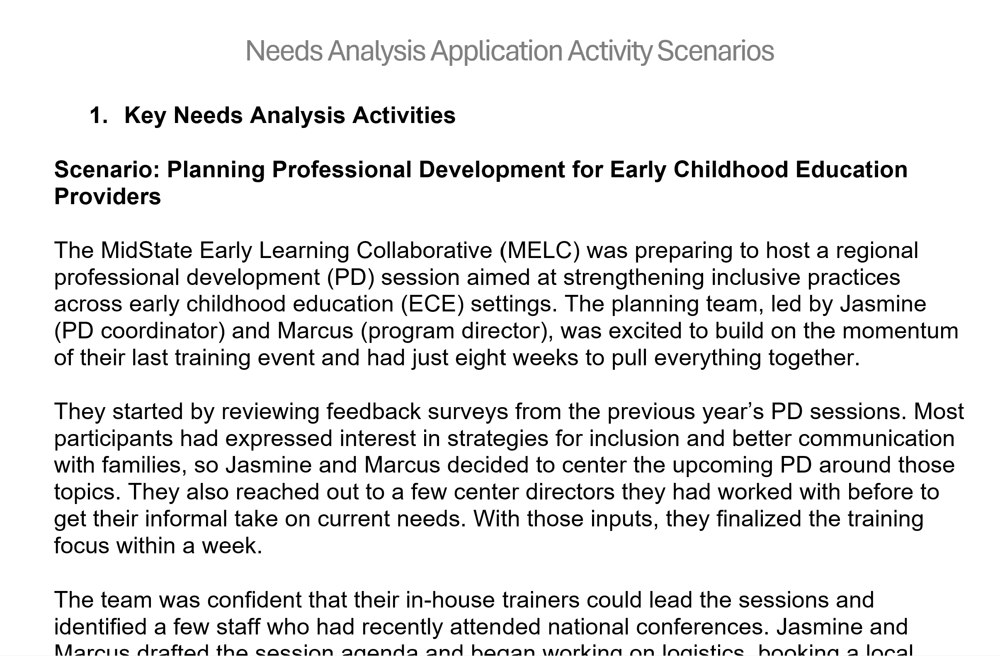 Needs Analysis Application Activity Scenarios
1. Key Needs Analysis Activities
Scenario: Planning Professional Development for Early Childhood Education
Providers
The MidState Early Learning Collaborative (MELC) was preparing to host a regional
professional development (PD) session aimed at strengthening inclusive practices
across early childhood education (ECE) settings. The planning team, led by Jasmine
(PD coordinator) and Marcus (program director), was excited to build on the momentum
of their last training event and had just eight weeks to pull everything together.
They started by reviewing feedback surveys from the previous year’s PD sessions. Most
participants had expressed interest in strategies for inclusion and better communication
with families, so Jasmine and Marcus decided to center the upcoming PD around those
topics. They also reached out to a few center directors they had worked with before to
get their informal take on current needs. With those inputs, they finalized the training
focus within a week.
The team was confident that their in-house trainers could lead the sessions and
identified a few staff who had recently attended national conferences. Jasmine and
Marcus drafted the session agenda and began working on logistics, booking a local